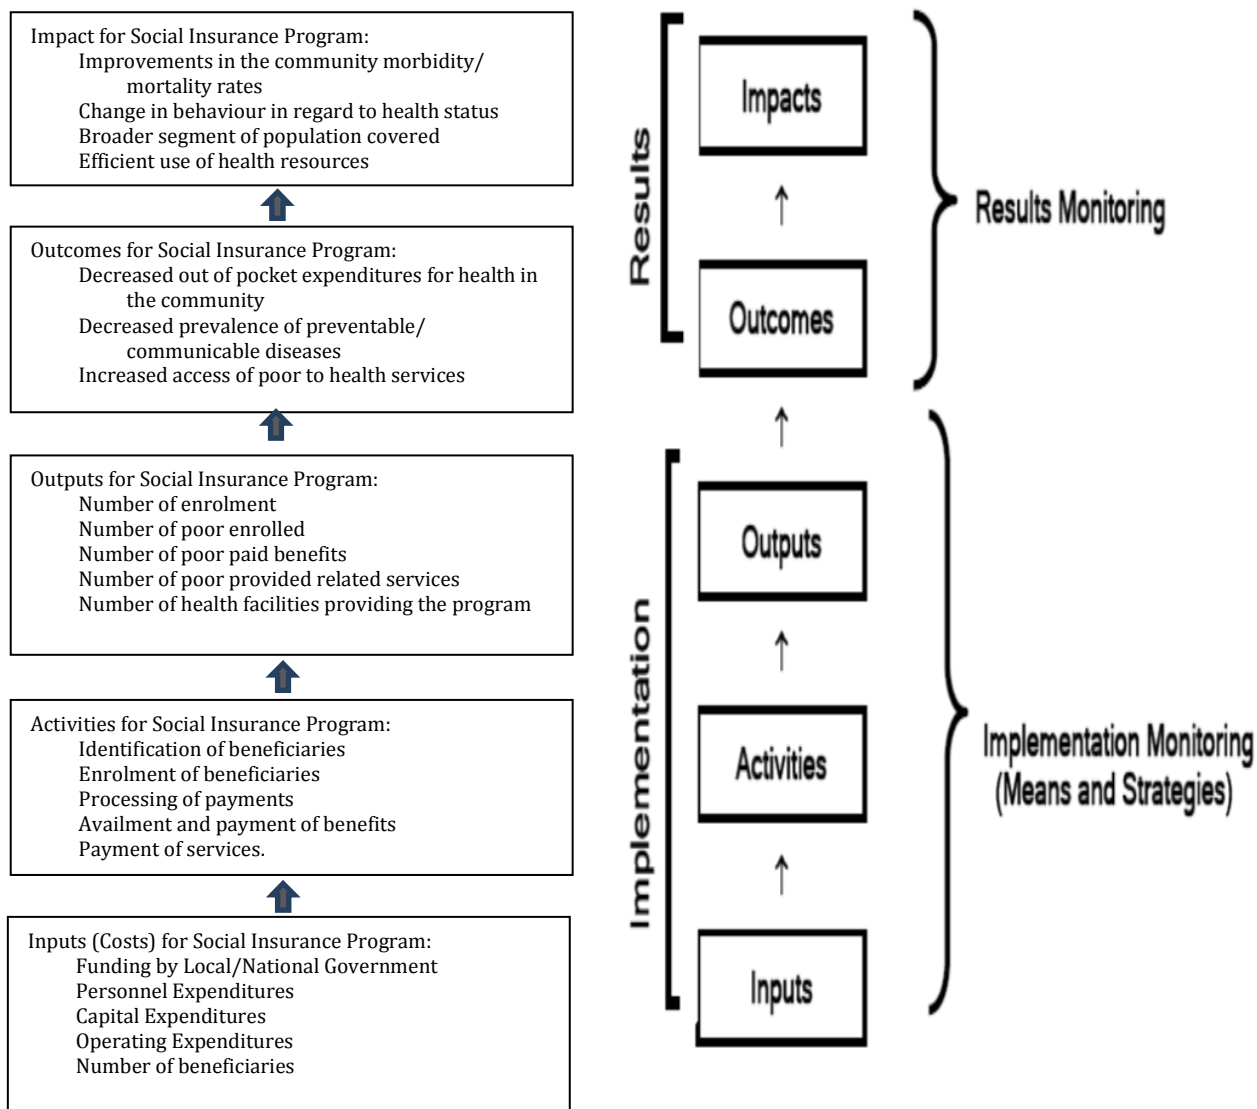 Impact for Social Insurance Program:
Improvements in the community morbidity/
mortality rates
Change in behaviour in regard to health status
Broader segment of population covered
Efficient use of health resources
Outcomes for Social Insurance Program:
Decreased out of pocket expenditures for health in
the community
Decreased prevalence of preventable/
communicable diseases
Increased access of poor to health services
Outputs for Social Insurance Program:
Number of enrolment
Number of poor enrolled
Number of poor paid benefits
Number of poor provided related services
Number of health facilities providing the program
Activities for Social Insurance Program:
Identification of beneficiaries
Enrolment of beneficiaries
Processing of payments
Availment and payment of benefits
Payment of services.
Inputs (Costs) for Social Insurance Program:
Funding by Local/National Government
Personnel Expenditures
Capital Expenditures
Operating Expenditures
Number of beneficiaries
Results
Impacts
Outcomes
Results Monitoring
Implementation
Outputs
Activities
Inputs
Implementation Monitoring
(Means and Strategies)